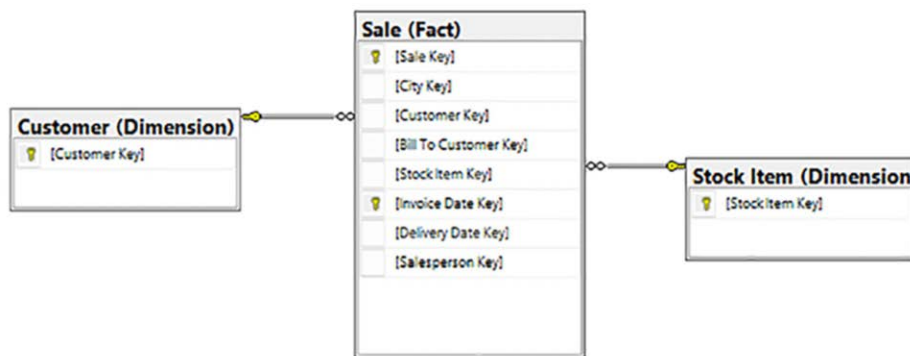 Sale (Fact)
[Sale Key]
[City Key]
[Customer Key]
[Bill To Customer Key]
[Stock Item Key]
[Invoice Date Key]
[Delivery Date Key]
[Salesperson Key]
Customer (Dimension)
[Customer Key]
Stock Item (Dimension
[Stock Item Key]